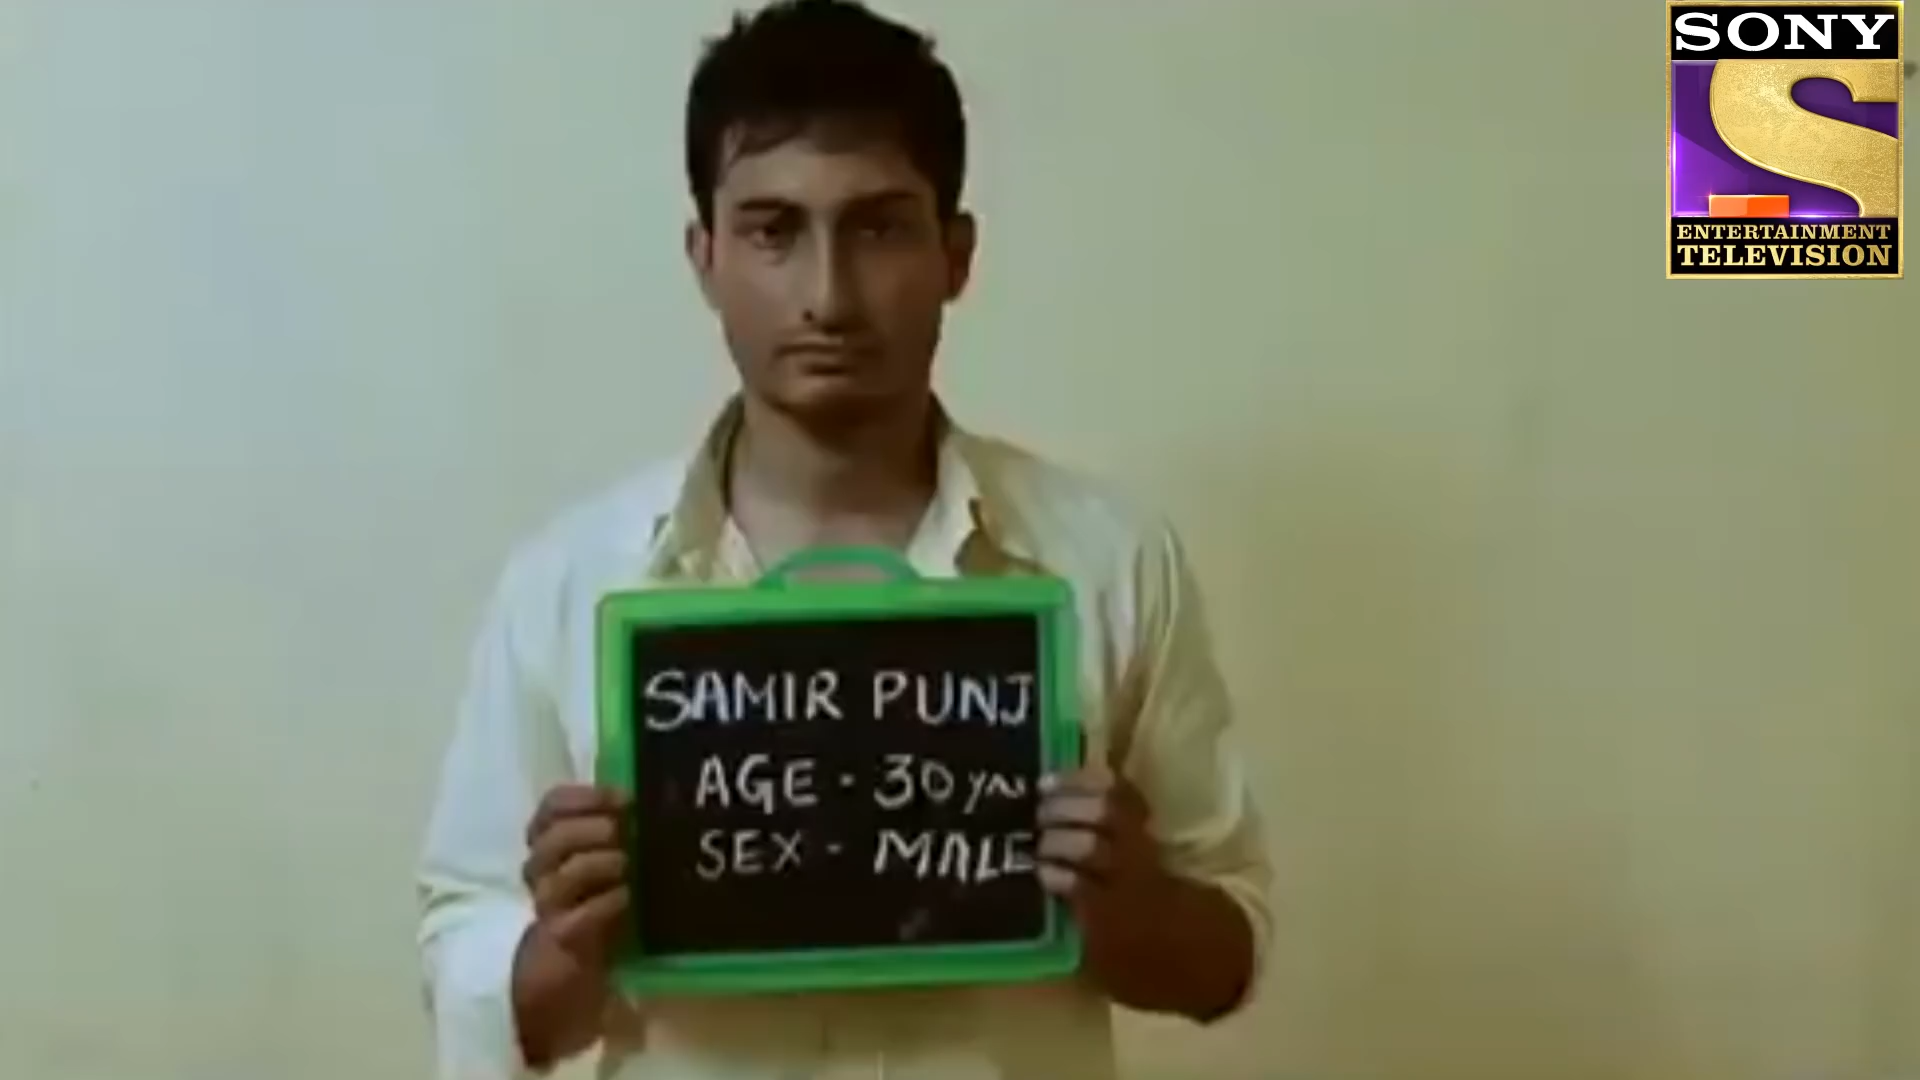 SONY
ENTERTAINMENT
TELEVISION
SAMIR PUNJ
AGE - 30 yrs
SEX - MALE